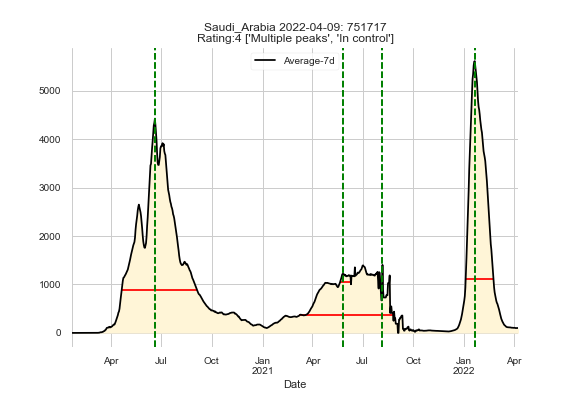 Saudi_Arabia 2022-04-09: 751717
Rating:4 ['Multiple peaks', 'In control']
Average-7d
5000
4000
3000
2000
1000
0
Apr Jul Oct Jan Apr Jul Oct Jan Apr
2021 2022
Date